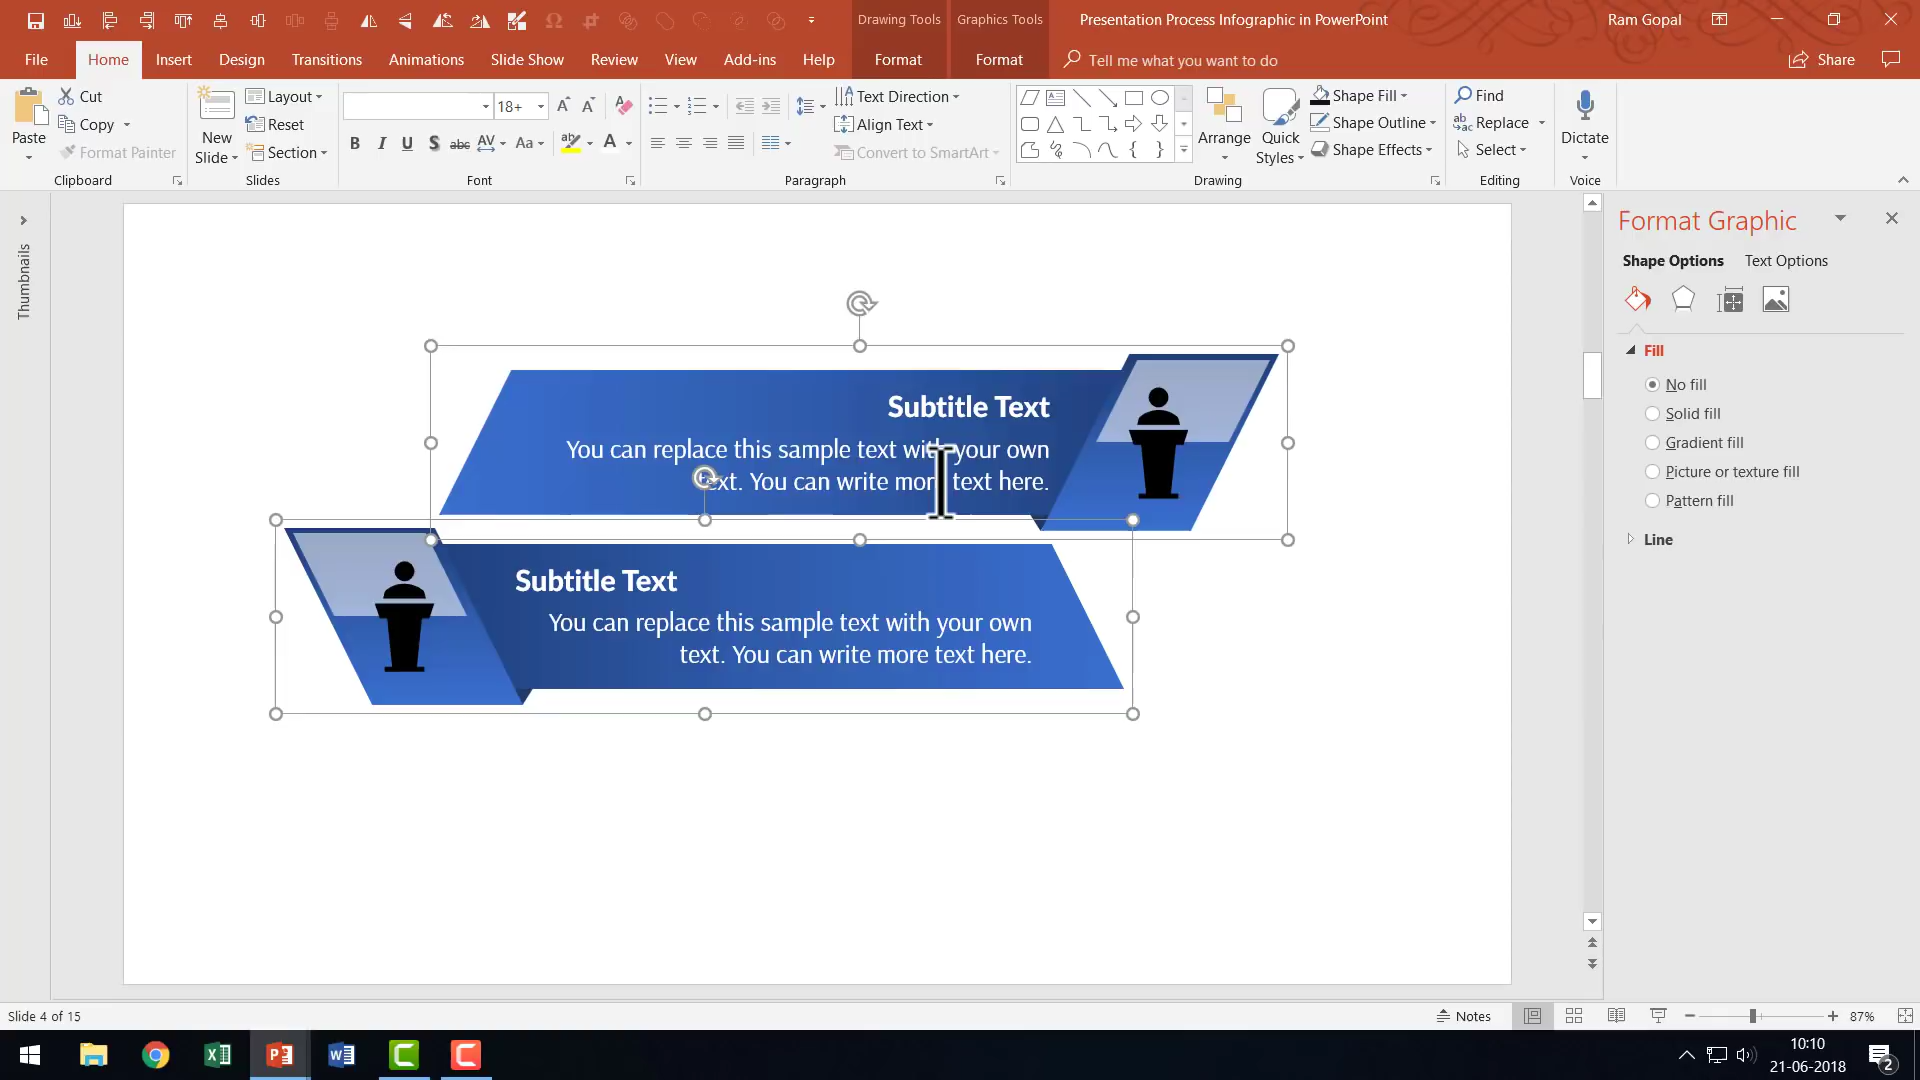 Drawing Tools
Graphics Tools
Presentation Process Infographic in PowerPoint
Ram Gopal
File
Home
Insert
Design
Transitions
Animations
Slide Show
Review
View
Add-ins
Help
Format
Format
Tell me what you want to do
Share
Paste
Cut
Copy
Format Painter
Clipboard
New Slide
Layout
Reset
Section
Slides
18+
B I U S abc AV Aa
A
Font
Text Direction
Align Text
Convert to SmartArt
Paragraph
Arrange
Quick Styles
Shape Fill
Shape Outline
Shape Effects
Drawing
Find
Replace
Select
Editing
Dictate
Voice
Thumbnails
Subtitle Text
You can replace this sample text with your own
text. You can write more text here.
Subtitle Text
You can replace this sample text with your own
text. You can write more text here.
Format Graphic
Shape Options
Text Options
Fill
No fill
Solid fill
Gradient fill
Picture or texture fill
Pattern fill
Line
Slide 4 of 15
Notes
87%
10:10
21-06-2018
2